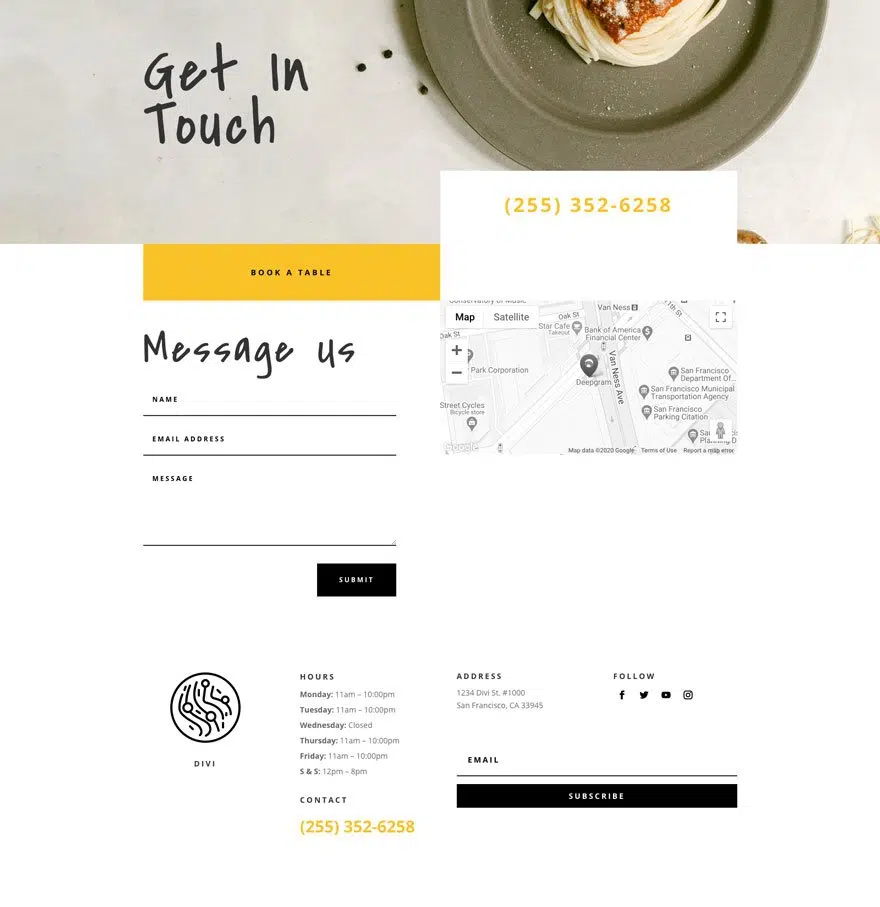 Get In
Touch
(255) 352-6258
BOOK A TABLE
Message Us
NAME
EMAIL ADDRESS
MESSAGE
SUBMIT
Conservatory of Music
Map
Satellite
Oak St
Oak St
Van Ness
11th St
Star Cafe
Takeout
Bank of America
Financial Center
Park Corporation
Van Ness Ave
Deepgram
San Francisco
Department Of...
San Francisco Municipal
Transportation Agency
Street Cycles
Bicycle store
San Francisco
Parking Citation
Google
Map data ©2020 Google
Terms of Use
Report a map error
DIVI
HOURS
Monday: 11am – 10:00pm
Tuesday: 11am – 10:00pm
Wednesday: Closed
Thursday: 11am – 10:00pm
Friday: 11am – 10:00pm
S & S: 12pm – 8pm
CONTACT
(255) 352-6258
ADDRESS
1234 Divi St. #1000
San Francisco, CA 33945
FOLLOW
EMAIL
SUBSCRIBE